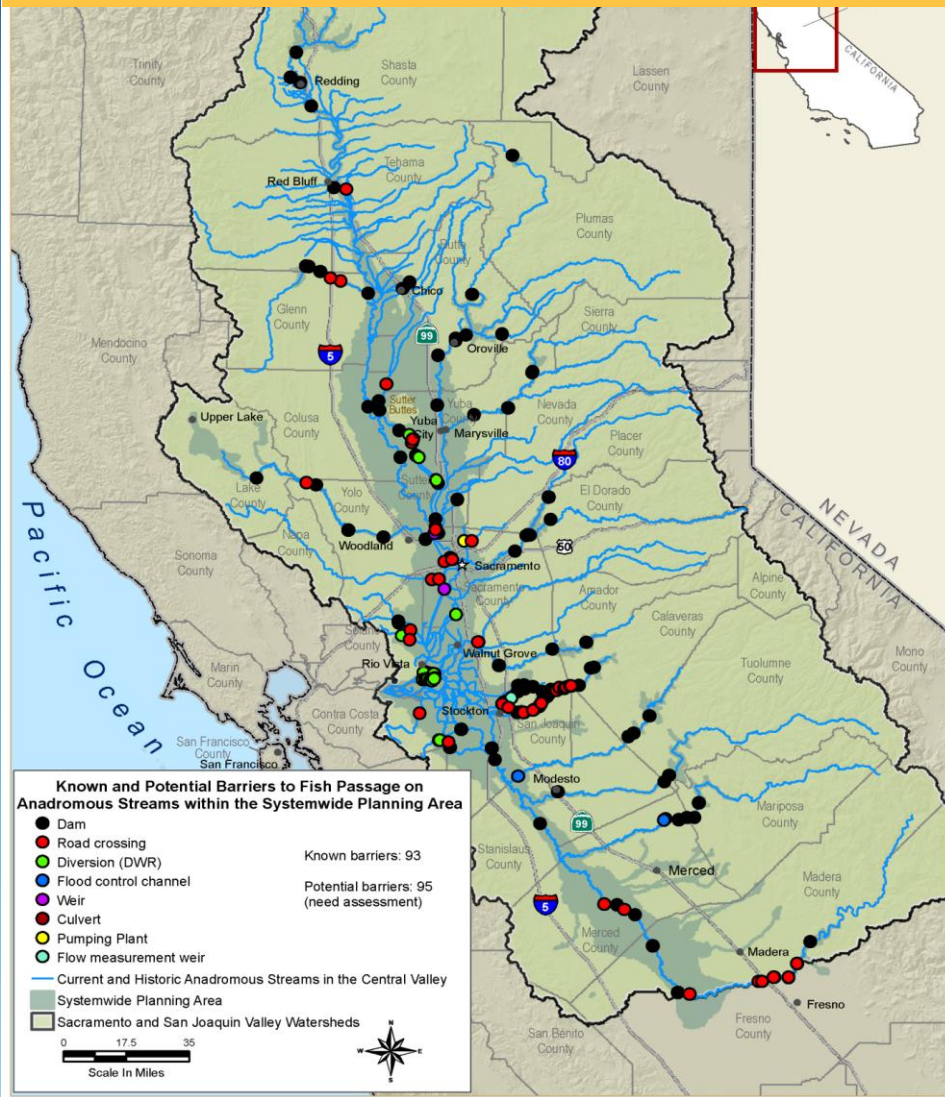 Trinity
County
Shasta
County
Lassen
County
CALIFORNIA
Redding
Tehama
County
Red Bluff
Plumas
County
Butte
County
Chico
Glenn
County
Sierra
County
Mendocino
County
99
5
Oroville
Sutter
Buttes
Yuba
County
Nevada
County
Upper Lake
Colusa
County
Yuba
City
Marysville
Placer
County
80
Lake
County
Yolo
County
Sutter
County
El Dorado
County
NEVADA
CALIFORNIA
Napa
County
Woodland
50
Sonoma
County
Sacramento
Sacramento
County
Alpine
County
Amador
County
Calaveras
County
Pacific Ocean
Solano
County
Walnut Grove
Mono
County
Rio Vista
Tuolumne
County
Marin
County
Contra Costa
County
Stockton
San Joaquin
County
San Francisco
County
San Francisco
Modesto
Mariposa
County
99
Stanislaus
County
Merced
Madera
County
5
Merced
County
Madera
Fresno
Fresno
County
San Benito
County
Known and Potential Barriers to Fish Passage on
Anadromous Streams within the Systemwide Planning Area
Dam
Road crossing
Diversion (DWR)
Flood control channel
Weir
Culvert
Pumping Plant
Flow measurement weir
Known barriers: 93
Potential barriers: 95
(need assessment)
Current and Historic Anadromous Streams in the Central Valley
Systemwide Planning Area
Sacramento and San Joaquin Valley Watersheds
0 17.5 35
Scale In Miles
N
W E
S